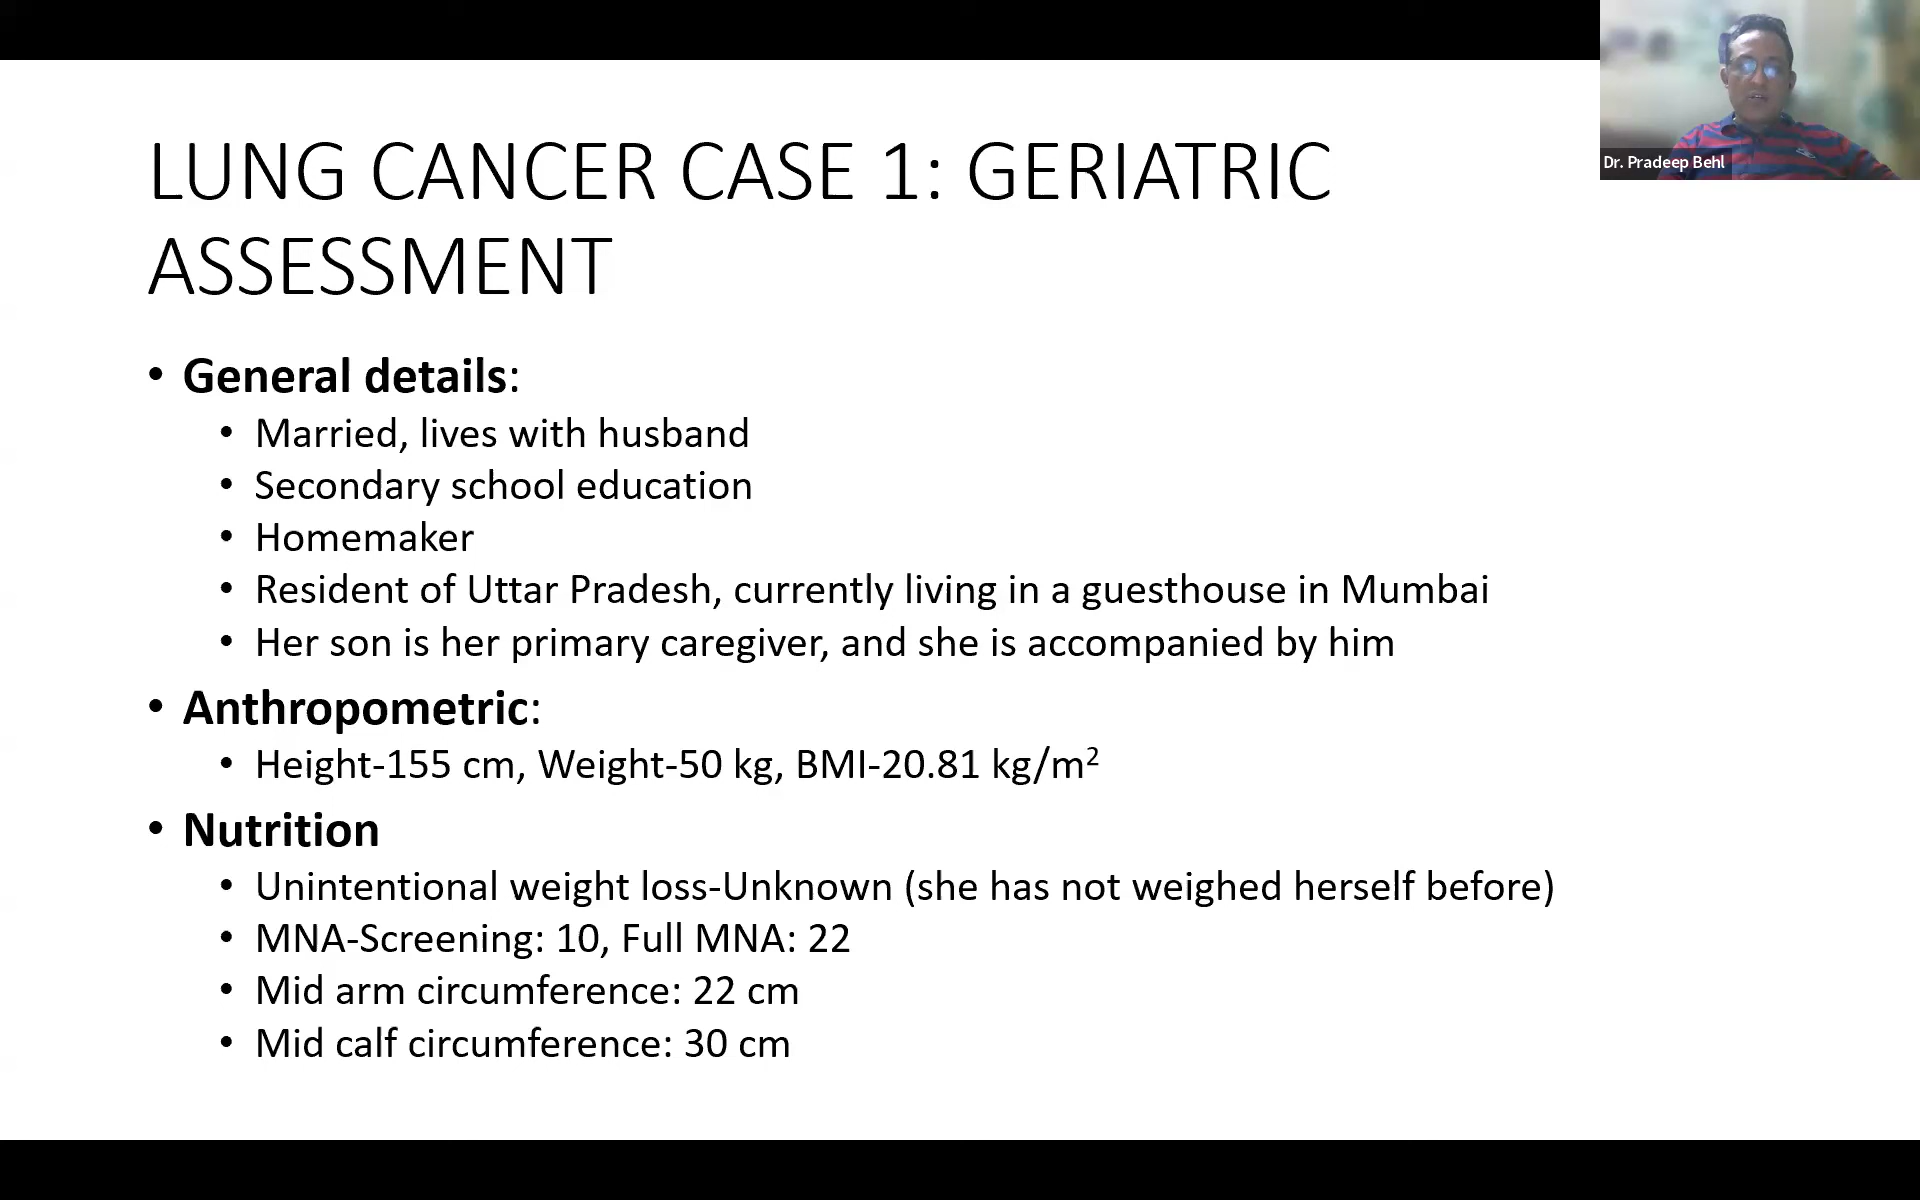 Dr. Pradeep Behl
LUNG CANCER CASE 1: GERIATRIC
ASSESSMENT
• General details:
• Married, lives with husband
• Secondary school education
• Homemaker
• Resident of Uttar Pradesh, currently living in a guesthouse in Mumbai
• Her son is her primary caregiver, and she is accompanied by him
• Anthropometric:
• Height-155 cm, Weight-50 kg, BMI-20.81 kg/m²
• Nutrition
• Unintentional weight loss-Unknown (she has not weighed herself before)
• MNA-Screening: 10, Full MNA: 22
• Mid arm circumference: 22 cm
• Mid calf circumference: 30 cm